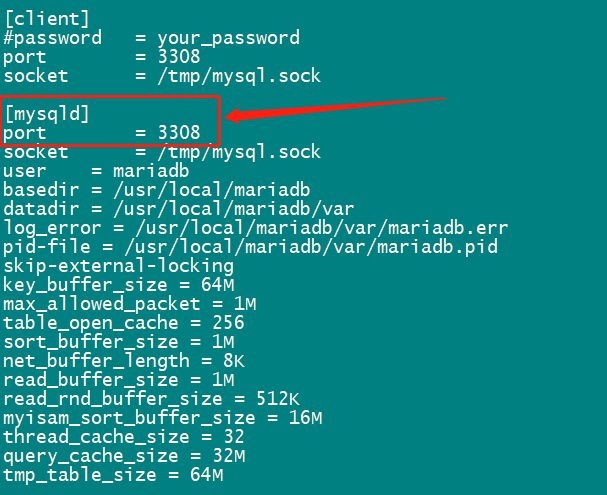 [client]
#password   = your_password
port        = 3308
socket      = /tmp/mysql.sock
[mysqld]
port        = 3308
socket      = /tmp/mysql.sock
user    = mariadb
basedir = /usr/local/mariadb
datadir = /usr/local/mariadb/var
log_error = /usr/local/mariadb/var/mariadb.err
pid-file = /usr/local/mariadb/var/mariadb.pid
skip-external-locking
key_buffer_size = 64M
max_allowed_packet = 1M
table_open_cache = 256
sort_buffer_size = 1M
net_buffer_length = 8K
read_buffer_size = 1M
read_rnd_buffer_size = 512K
myisam_sort_buffer_size = 16M
thread_cache_size = 32
query_cache_size = 32M
tmp_table_size = 64M